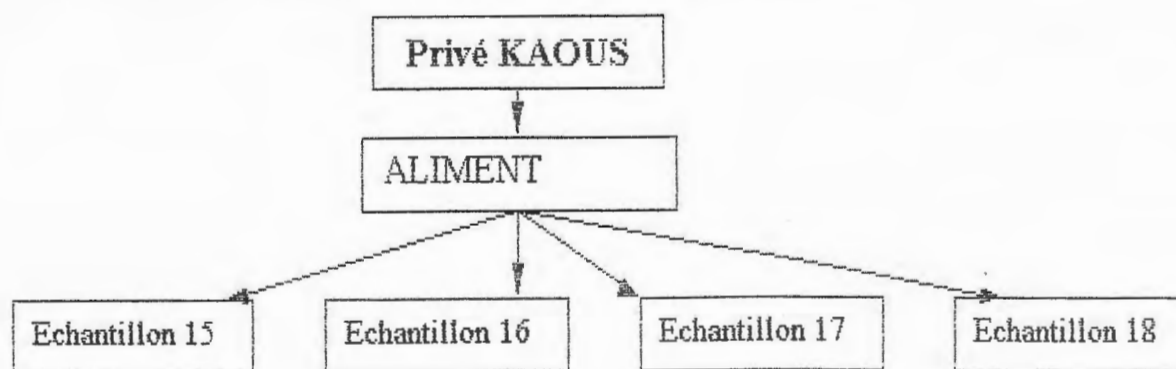 Privé KAOUS
ALIMENT
Echantillon 15
Echantillon 16
Echantillon 17
Echantillon 18